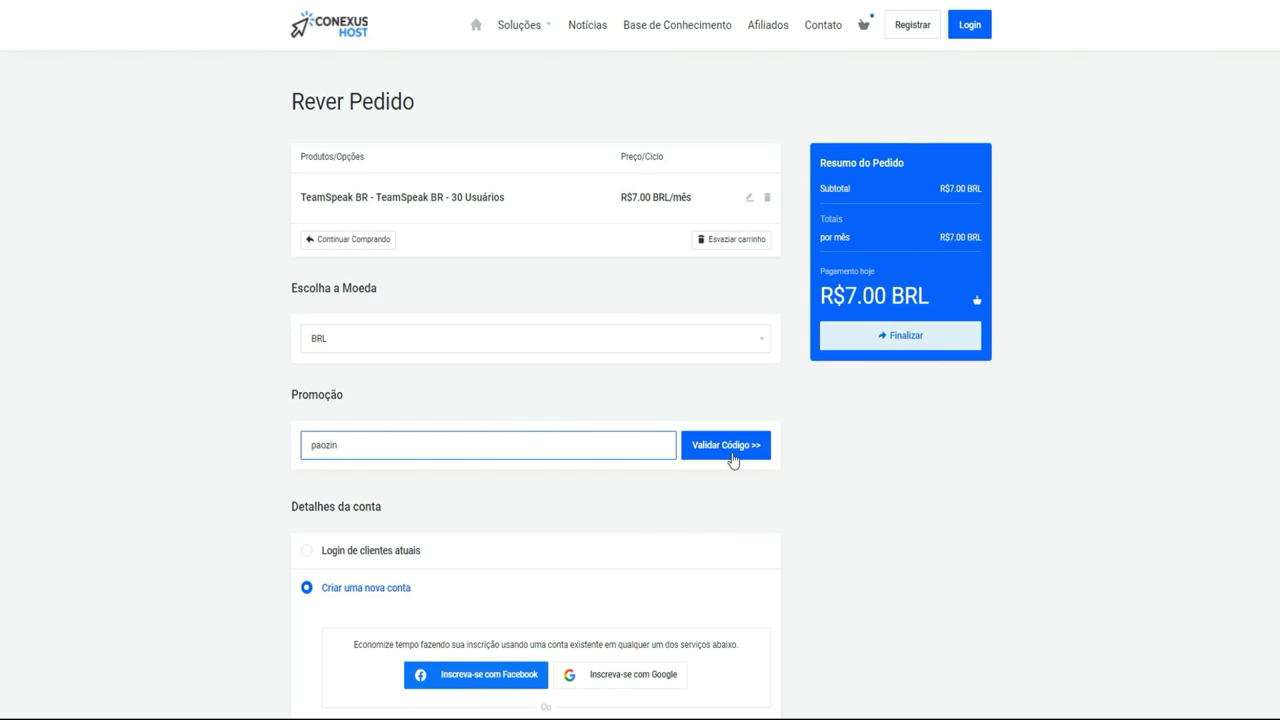 CONEXUS
HOST
Soluções
Notícias
Base de Conhecimento
Afiliados
Contato
Registrar
Login
Rever Pedido
Produtos/Opções
Preço/Ciclo
TeamSpeak BR - TeamSpeak BR - 30 Usuários
R$7.00 BRL/mês
Continuar Comprando
Esvaziar carrinho
Resumo do Pedido
Subtotal
R$7.00 BRL
Totais
por mês
R$7.00 BRL
Pagamento hoje
R$7.00 BRL
Finalizar
Escolha a Moeda
BRL
Promoção
paozin
Validar Código >>
Detalhes da conta
Login de clientes atuais
Criar uma nova conta
Economize tempo fazendo sua inscrição usando uma conta existente em qualquer um dos serviços abaixo.
Inscreva-se com Facebook
Inscreva-se com Google
Ou